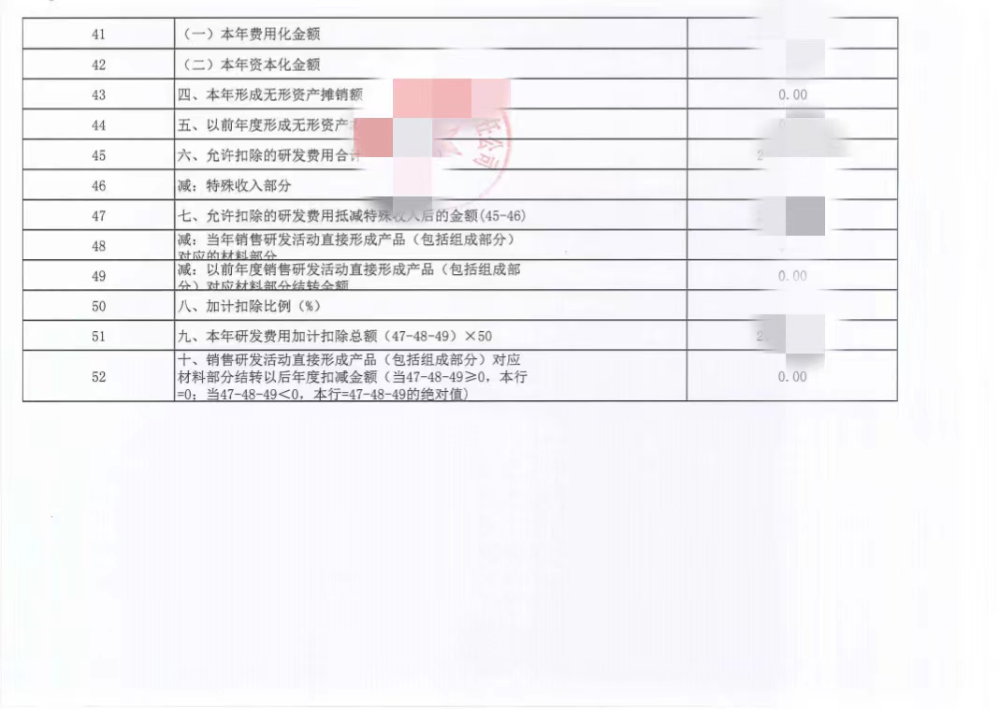 41 (一)本年费用化金额
42 (二)本年资本化金额
43 四、本年形成无形资产摊销额 0.00
44 五、以前年度形成无形资产
45 六、允许扣除的研发费用合计
46 减：特殊收入部分
47 七、允许扣除的研发费用抵减特殊收入后的金额(45-46)
48 减：当年销售研发活动直接形成产品（包括组成部分）
对应的材料部分
49 减：以前年度销售研发活动直接形成产品（包括组成部
分）对应材料部分结转金额 0.00
50 八、加计扣除比例（%）
51 九、本年研发费用加计扣除总额（47-48-49）×50
52 十、销售研发活动直接形成产品（包括组成部分）对应
材料部分结转以后年度扣减金额（当47-48-49≥0，本行
=0；当47-48-49＜0，本行=47-48-49的绝对值) 0.00
公司